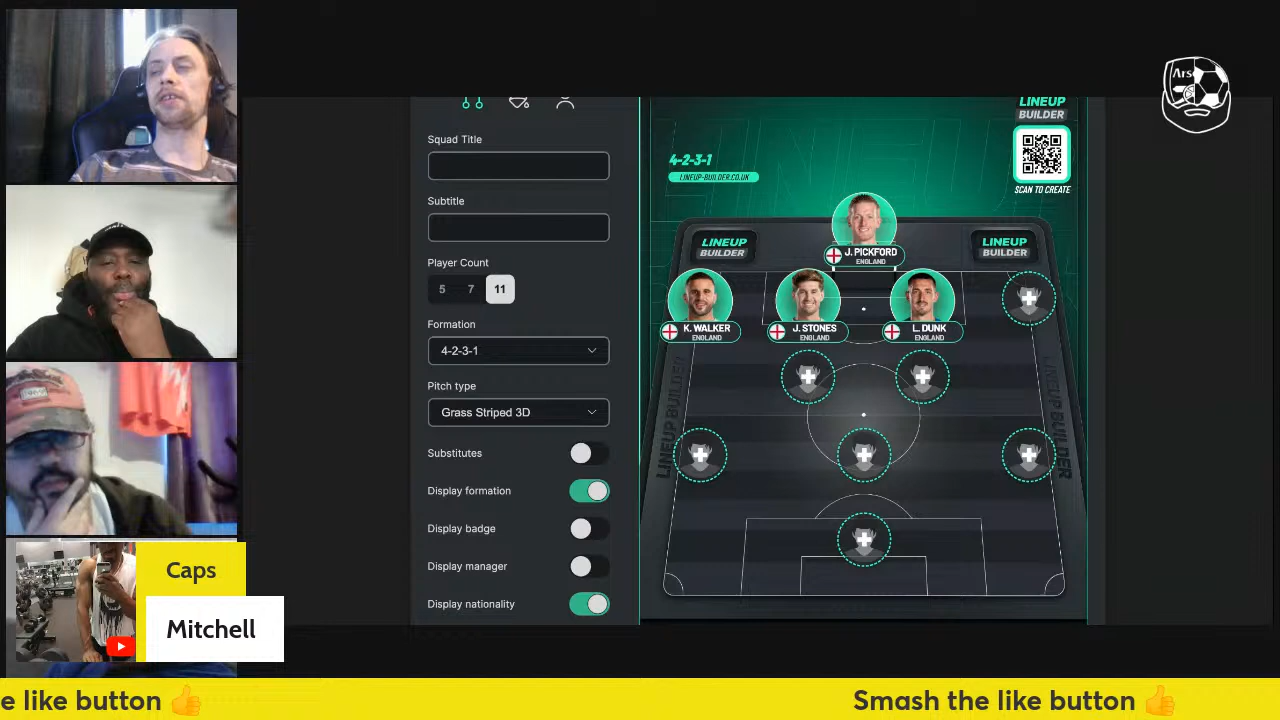 Ars
LINEUP
BUILDER
SCAN TO CREATE
4-2-3-1
LINEUP-BUILDER.CO.UK
Squad Title
Subtitle
Player Count
5 7 11
Formation
4-2-3-1
Pitch type
Grass Striped 3D
Substitutes
Display formation
Display badge
Display manager
Display nationality
LINEUP
BUILDER
LINEUP
BUILDER
J. PICKFORD
ENGLAND
K. WALKER
ENGLAND
J. STONES
ENGLAND
L. DUNK
ENGLAND
LINEUP BUILDER
LINEUP BUILDER
Caps
Mitchell
e like button 👍
Smash the like button 👍